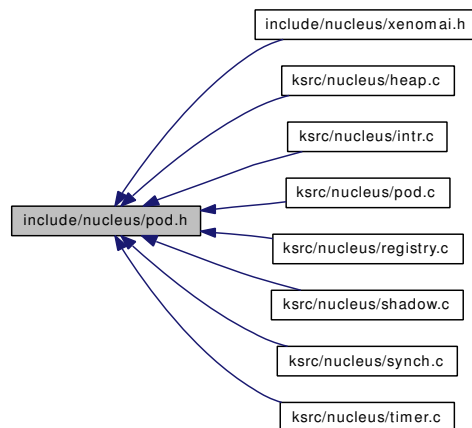 include/nucleus/xenomai.h
ksrc/nucleus/heap.c
ksrc/nucleus/intr.c
ksrc/nucleus/pod.c
include/nucleus/pod.h
ksrc/nucleus/registry.c
ksrc/nucleus/shadow.c
ksrc/nucleus/synch.c
ksrc/nucleus/timer.c